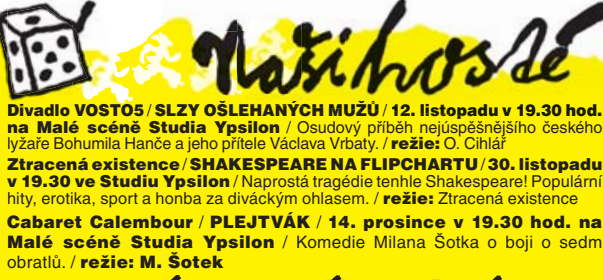 Naši hosté
Divadlo VOSTO5 / SLZY OŠLEHANÝCH MUŽŮ / 12. listopadu v 19.30 hod.
na Malé scéně Studia Ypsilon / Osudový příběh nejúspěšnějšího českého
lyžaře Bohumila Hanče a jeho přítele Václava Vrbaty. / režie: O. Cihlář
Ztracená existence / SHAKESPEARE NA FLIPCHARTU / 30. listopadu
v 19.30 ve Studiu Ypsilon / Naprostá tragédie tenhle Shakespeare! Populární
hity, erotika, sport a honba za diváckým ohlasem. / režie: Ztracená existence
Cabaret Calembour / PLEJTVÁK / 14. prosince v 19.30 hod. na
Malé scéně Studia Ypsilon / Komedie Milana Šotka o boji o sedm
obratlů. / režie: M. Šotek